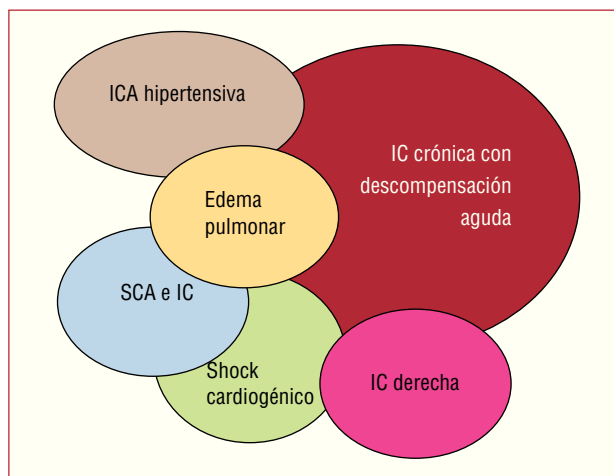 ICA hipertensiva
IC crónica con
descompensación
aguda
Edema
pulmonar
SCA e IC
Shock
cardiogénico
IC derecha